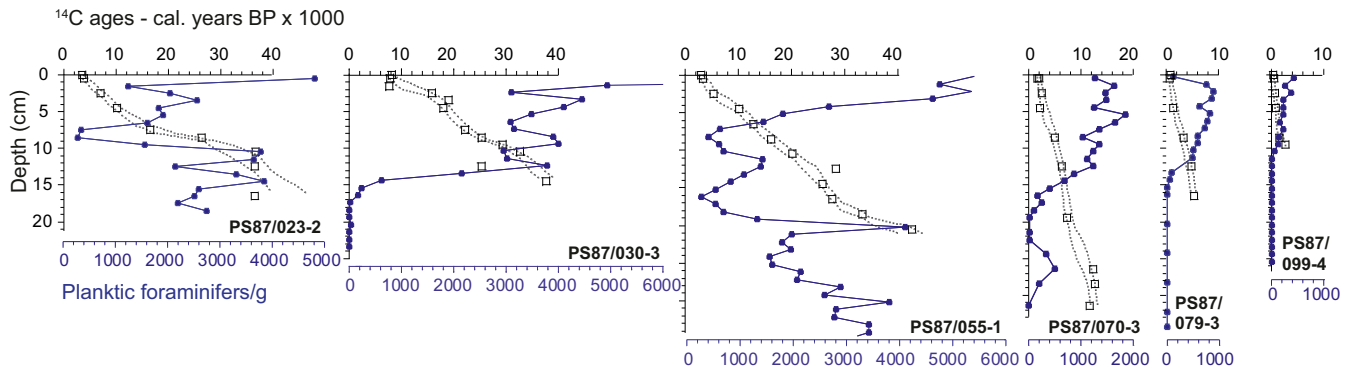 ¹⁴C ages - cal. years BP x 1000
0 10 20 30 40
0 10 20 30 40
0 10 20 30 40
0 10 20
0 10
0 10
Depth (cm)
0
5
10
15
20
PS87/023-2
PS87/030-3
PS87/055-1
PS87/070-3
PS87/
079-3
PS87/
099-4
0 1000 2000 3000 4000 5000
0 2000 4000 6000
0 1000 2000 3000 4000 5000 6000
0 1000 2000
0 1000
0 1000
Planktic foraminifers/g